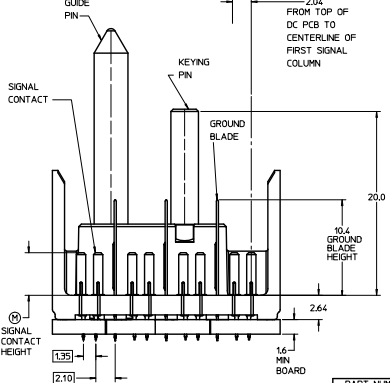 GUIDE
PIN
2.04
FROM TOP OF
DC PCB TO
CENTERLINE OF
FIRST SIGNAL
COLUMN
KEYING
PIN
SIGNAL
CONTACT
GROUND
BLADE
20.0
10.4
GROUND
BLADE
HEIGHT
M
SIGNAL
CONTACT
HEIGHT
2.64
1.6
MIN
BOARD
1.35
2.10